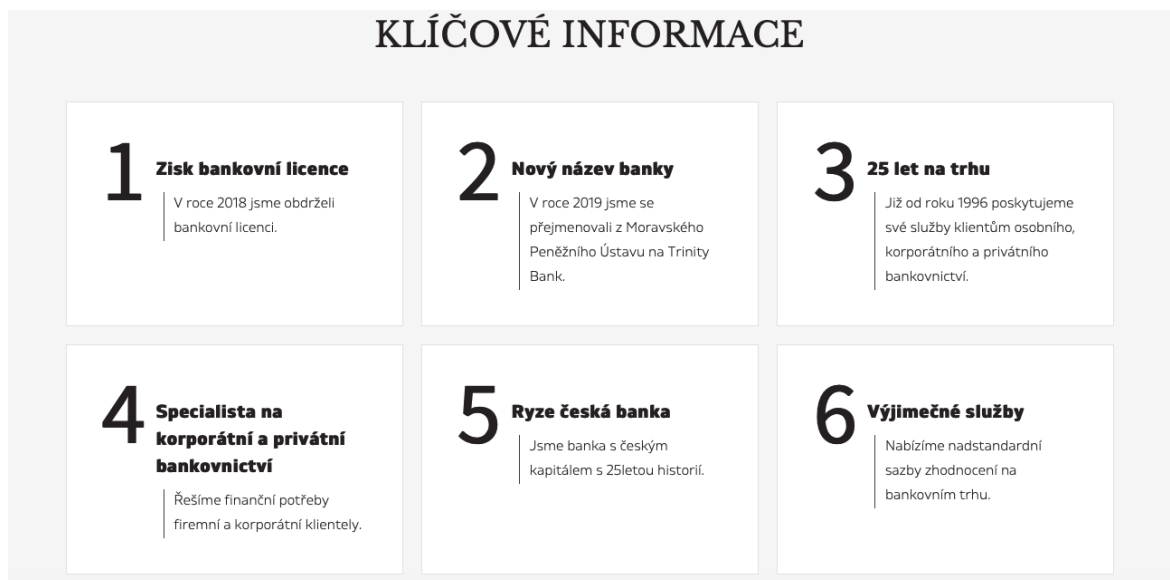 KLÍČOVÉ INFORMACE
1
Zisk bankovní licence
V roce 2018 jsme obdrželi
bankovní licenci.
2
Nový název banky
V roce 2019 jsme se
přejmenovali z Moravského
Peněžního Ústavu na Trinity
Bank.
3
25 let na trhu
Již od roku 1996 poskytujeme
své služby klientům osobního,
korporátního a privátního
bankovnictví.
4
Specialista na
korporátní a privátní
bankovnictví
Řešíme finanční potřeby
firemní a korporátní klientely.
5
Ryze česká banka
Jsme banka s českým
kapitálem s 25letou historií.
6
Výjimečné služby
Nabízíme nadstandardní
sazby zhodnocení na
bankovním trhu.